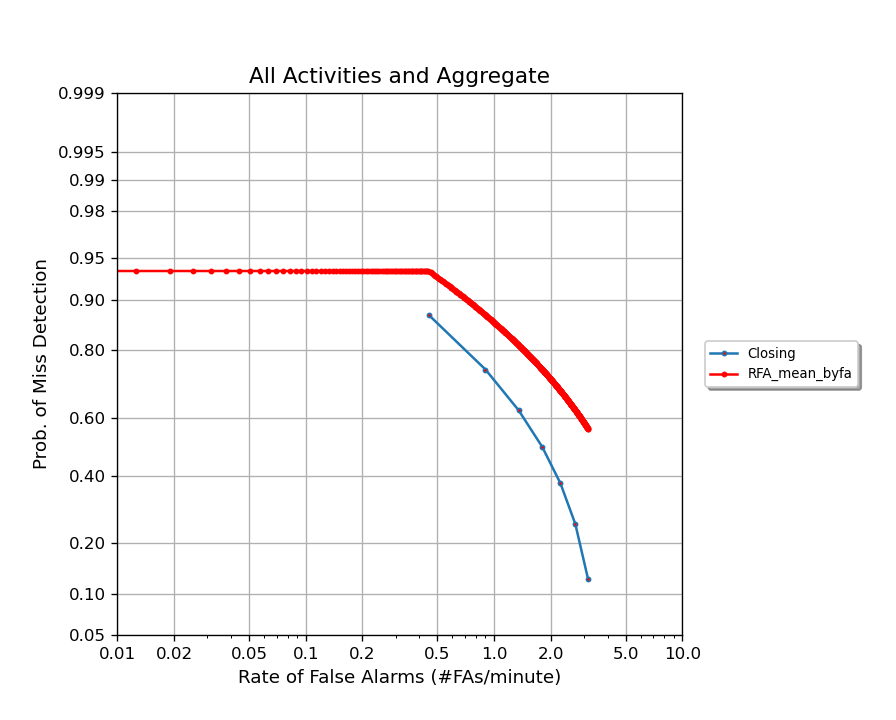 All Activities and Aggregate
0.999
0.995
0.99
0.98
0.95
0.90
0.80
0.60
0.40
0.20
0.10
0.05
Prob. of Miss Detection
0.01 0.02 0.05 0.1 0.2 0.5 1.0 2.0 5.0 10.0
Rate of False Alarms (#FAs/minute)
Closing
RFA_mean_byfa